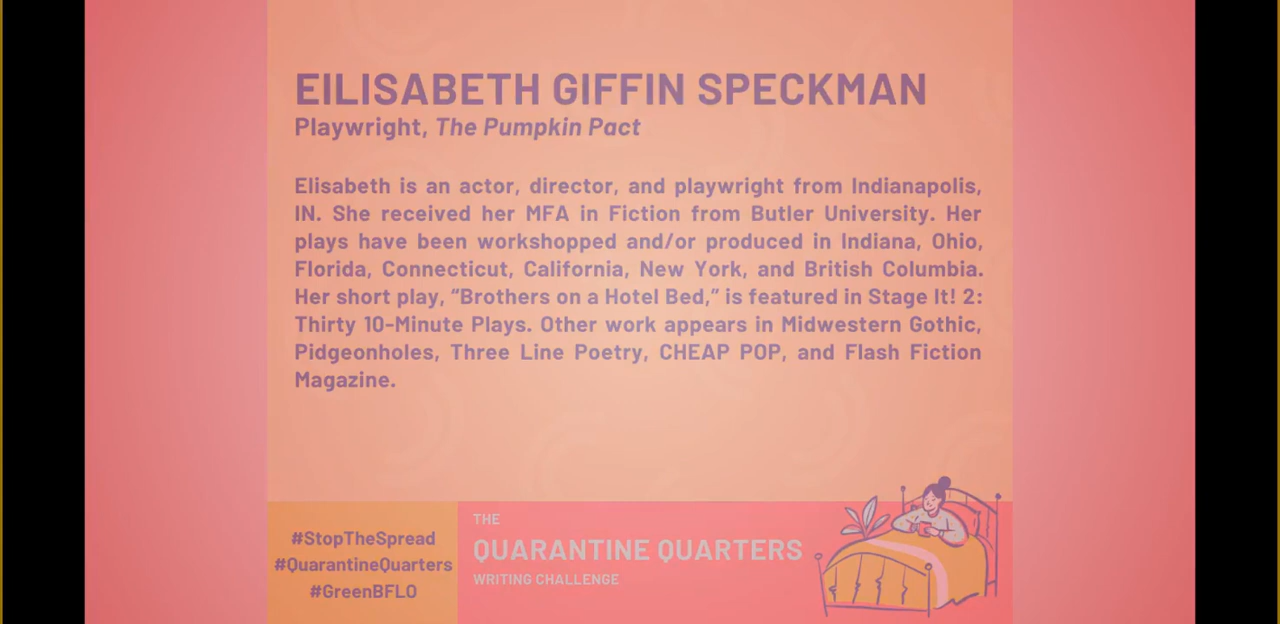 EILISABETH GIFFIN SPECKMAN
Playwright, The Pumpkin Pact
Elisabeth is an actor, director, and playwright from Indianapolis,
IN. She received her MFA in Fiction from Butler University. Her
plays have been workshopped and/or produced in Indiana, Ohio,
Florida, Connecticut, California, New York, and British Columbia.
Her short play, “Brothers on a Hotel Bed,” is featured in Stage It! 2:
Thirty 10-Minute Plays. Other work appears in Midwestern Gothic,
Pidgeonholes, Three Line Poetry, CHEAP POP, and Flash Fiction
Magazine.
#StopTheSpread
#QuarantineQuarters
#GreenBFLO
THE
QUARANTINE QUARTERS
WRITING CHALLENGE